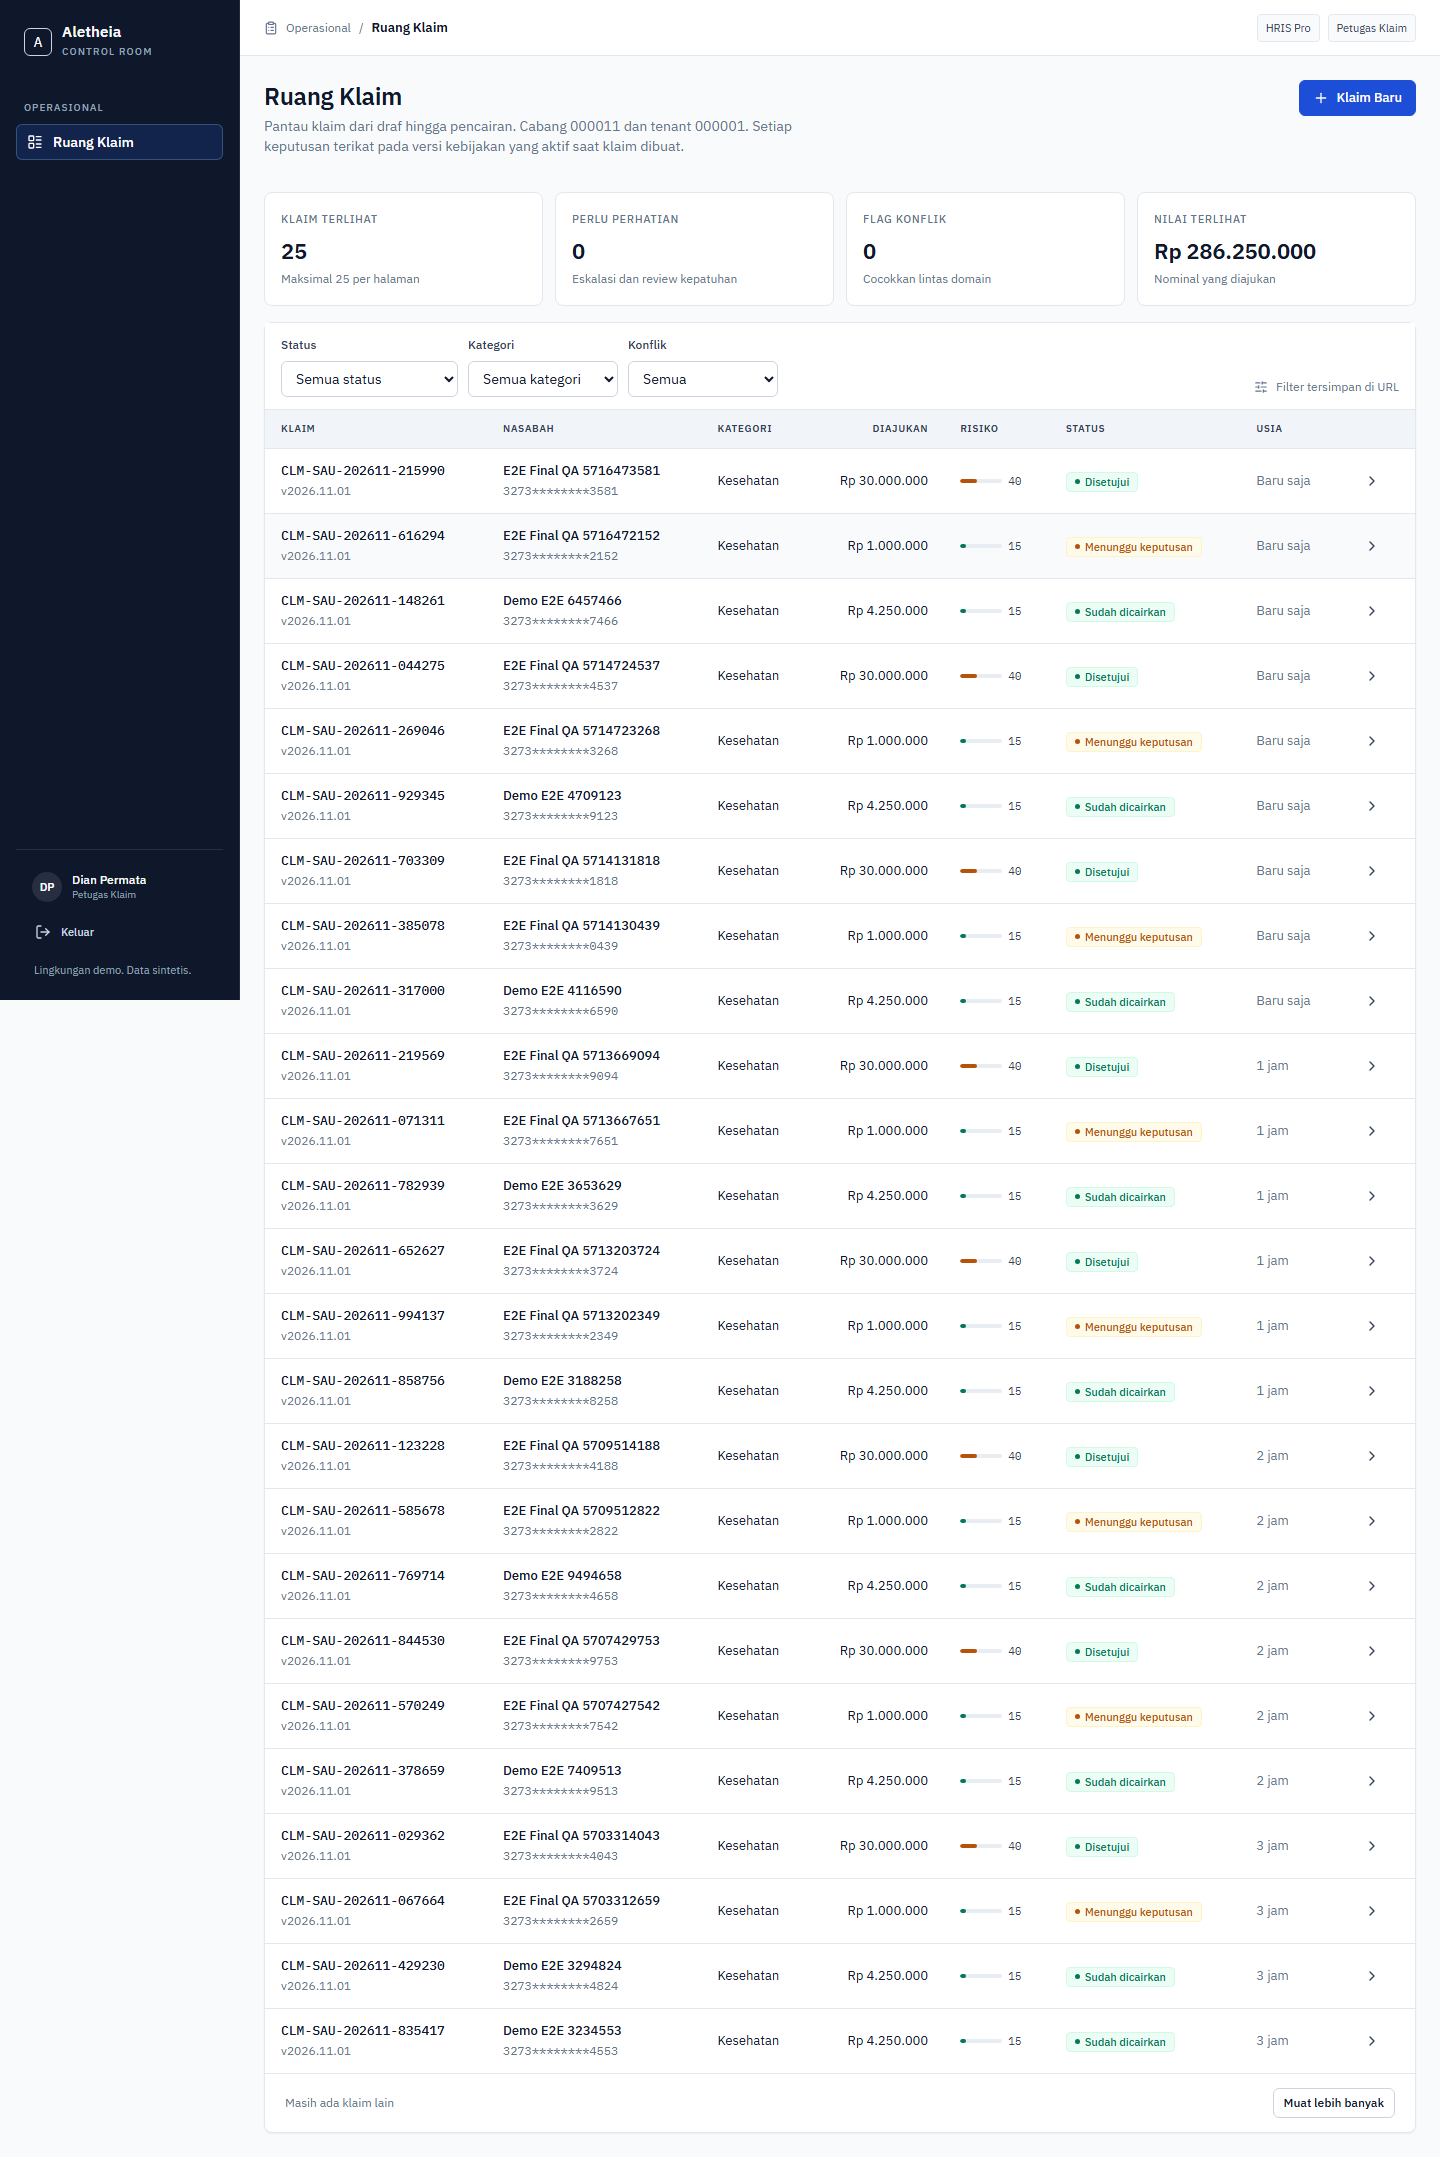 A
Aletheia
CONTROL ROOM
OPERASIONAL
Ruang Klaim
DP
Dian Permata
Petugas Klaim
Keluar
Lingkungan demo. Data sintetis.
Operasional / Ruang Klaim
HRIS Pro
Petugas Klaim
Ruang Klaim
Pantau klaim dari draf hingga pencairan. Cabang 000011 dan tenant 000001. Setiap
keputusan terikat pada versi kebijakan yang aktif saat klaim dibuat.
+ Klaim Baru
KLAIM TERLIHAT
25
Maksimal 25 per halaman
PERLU PERHATIAN
0
Eskalasi dan review kepatuhan
FLAG KONFLIK
0
Cocokkan lintas domain
NILAI TERLIHAT
Rp 286.250.000
Nominal yang diajukan
Status Kategori Konflik
Semua status Semua kategori Semua
Filter tersimpan di URL
KLAIM NASABAH KATEGORI DIAJUKAN RISIKO STATUS USIA
CLM-SAU-202611-215990 E2E Final QA 5716473581 Kesehatan Rp 30.000.000 40 Disetujui Baru saja
v2026.11.01 3273********3581
CLM-SAU-202611-616294 E2E Final QA 5716472152 Kesehatan Rp 1.000.000 15 Menunggu keputusan Baru saja
v2026.11.01 3273********2152
CLM-SAU-202611-148261 Demo E2E 6457466 Kesehatan Rp 4.250.000 15 Sudah dicairkan Baru saja
v2026.11.01 3273********7466
CLM-SAU-202611-044275 E2E Final QA 5714724537 Kesehatan Rp 30.000.000 40 Disetujui Baru saja
v2026.11.01 3273********4537
CLM-SAU-202611-269046 E2E Final QA 5714723268 Kesehatan Rp 1.000.000 15 Menunggu keputusan Baru saja
v2026.11.01 3273********3268
CLM-SAU-202611-929345 Demo E2E 4709123 Kesehatan Rp 4.250.000 15 Sudah dicairkan Baru saja
v2026.11.01 3273********9123
CLM-SAU-202611-703309 E2E Final QA 5714131818 Kesehatan Rp 30.000.000 40 Disetujui Baru saja
v2026.11.01 3273********1818
CLM-SAU-202611-385078 E2E Final QA 5714130439 Kesehatan Rp 1.000.000 15 Menunggu keputusan Baru saja
v2026.11.01 3273********0439
CLM-SAU-202611-317000 Demo E2E 4116590 Kesehatan Rp 4.250.000 15 Sudah dicairkan Baru saja
v2026.11.01 3273********6590
CLM-SAU-202611-219569 E2E Final QA 5713669094 Kesehatan Rp 30.000.000 40 Disetujui 1 jam
v2026.11.01 3273********9094
CLM-SAU-202611-071311 E2E Final QA 5713667651 Kesehatan Rp 1.000.000 15 Menunggu keputusan 1 jam
v2026.11.01 3273********7651
CLM-SAU-202611-782939 Demo E2E 3653629 Kesehatan Rp 4.250.000 15 Sudah dicairkan 1 jam
v2026.11.01 3273********3629
CLM-SAU-202611-652627 E2E Final QA 5713203724 Kesehatan Rp 30.000.000 40 Disetujui 1 jam
v2026.11.01 3273********3724
CLM-SAU-202611-994137 E2E Final QA 5713202349 Kesehatan Rp 1.000.000 15 Menunggu keputusan 1 jam
v2026.11.01 3273********2349
CLM-SAU-202611-858756 Demo E2E 3188258 Kesehatan Rp 4.250.000 15 Sudah dicairkan 1 jam
v2026.11.01 3273********8258
CLM-SAU-202611-123228 E2E Final QA 5709514188 Kesehatan Rp 30.000.000 40 Disetujui 2 jam
v2026.11.01 3273********4188
CLM-SAU-202611-585678 E2E Final QA 5709512822 Kesehatan Rp 1.000.000 15 Menunggu keputusan 2 jam
v2026.11.01 3273********2822
CLM-SAU-202611-769714 Demo E2E 9494658 Kesehatan Rp 4.250.000 15 Sudah dicairkan 2 jam
v2026.11.01 3273********4658
CLM-SAU-202611-844530 E2E Final QA 5707429753 Kesehatan Rp 30.000.000 40 Disetujui 2 jam
v2026.11.01 3273********9753
CLM-SAU-202611-570249 E2E Final QA 5707427542 Kesehatan Rp 1.000.000 15 Menunggu keputusan 2 jam
v2026.11.01 3273********7542
CLM-SAU-202611-378659 Demo E2E 7409513 Kesehatan Rp 4.250.000 15 Sudah dicairkan 2 jam
v2026.11.01 3273********9513
CLM-SAU-202611-029362 E2E Final QA 5703314043 Kesehatan Rp 30.000.000 40 Disetujui 3 jam
v2026.11.01 3273********4043
CLM-SAU-202611-067664 E2E Final QA 5703312659 Kesehatan Rp 1.000.000 15 Menunggu keputusan 3 jam
v2026.11.01 3273********2659
CLM-SAU-202611-429230 Demo E2E 3294824 Kesehatan Rp 4.250.000 15 Sudah dicairkan 3 jam
v2026.11.01 3273********4824
CLM-SAU-202611-835417 Demo E2E 3234553 Kesehatan Rp 4.250.000 15 Sudah dicairkan 3 jam
v2026.11.01 3273********4553
Masih ada klaim lain
Muat lebih banyak